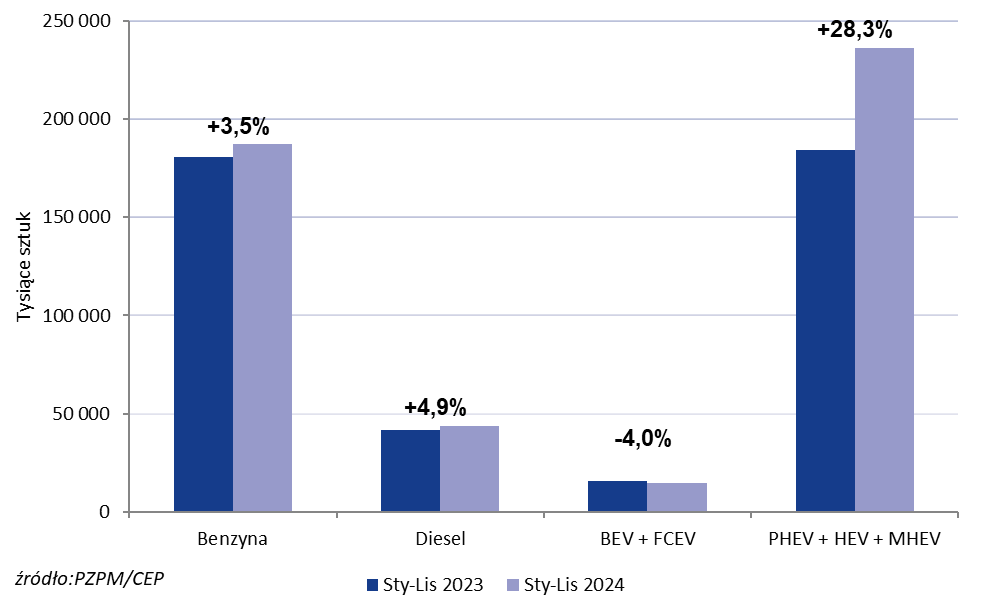 250 000
+28,3%
200 000
+3,5%
150 000
Tysiące sztuk
100 000
50 000
+4,9%
-4,0%
0
Benzyna
Diesel
BEV + FCEV
PHEV + HEV + MHEV
źródło:PZPM/CEP
Sty-Lis 2023
Sty-Lis 2024